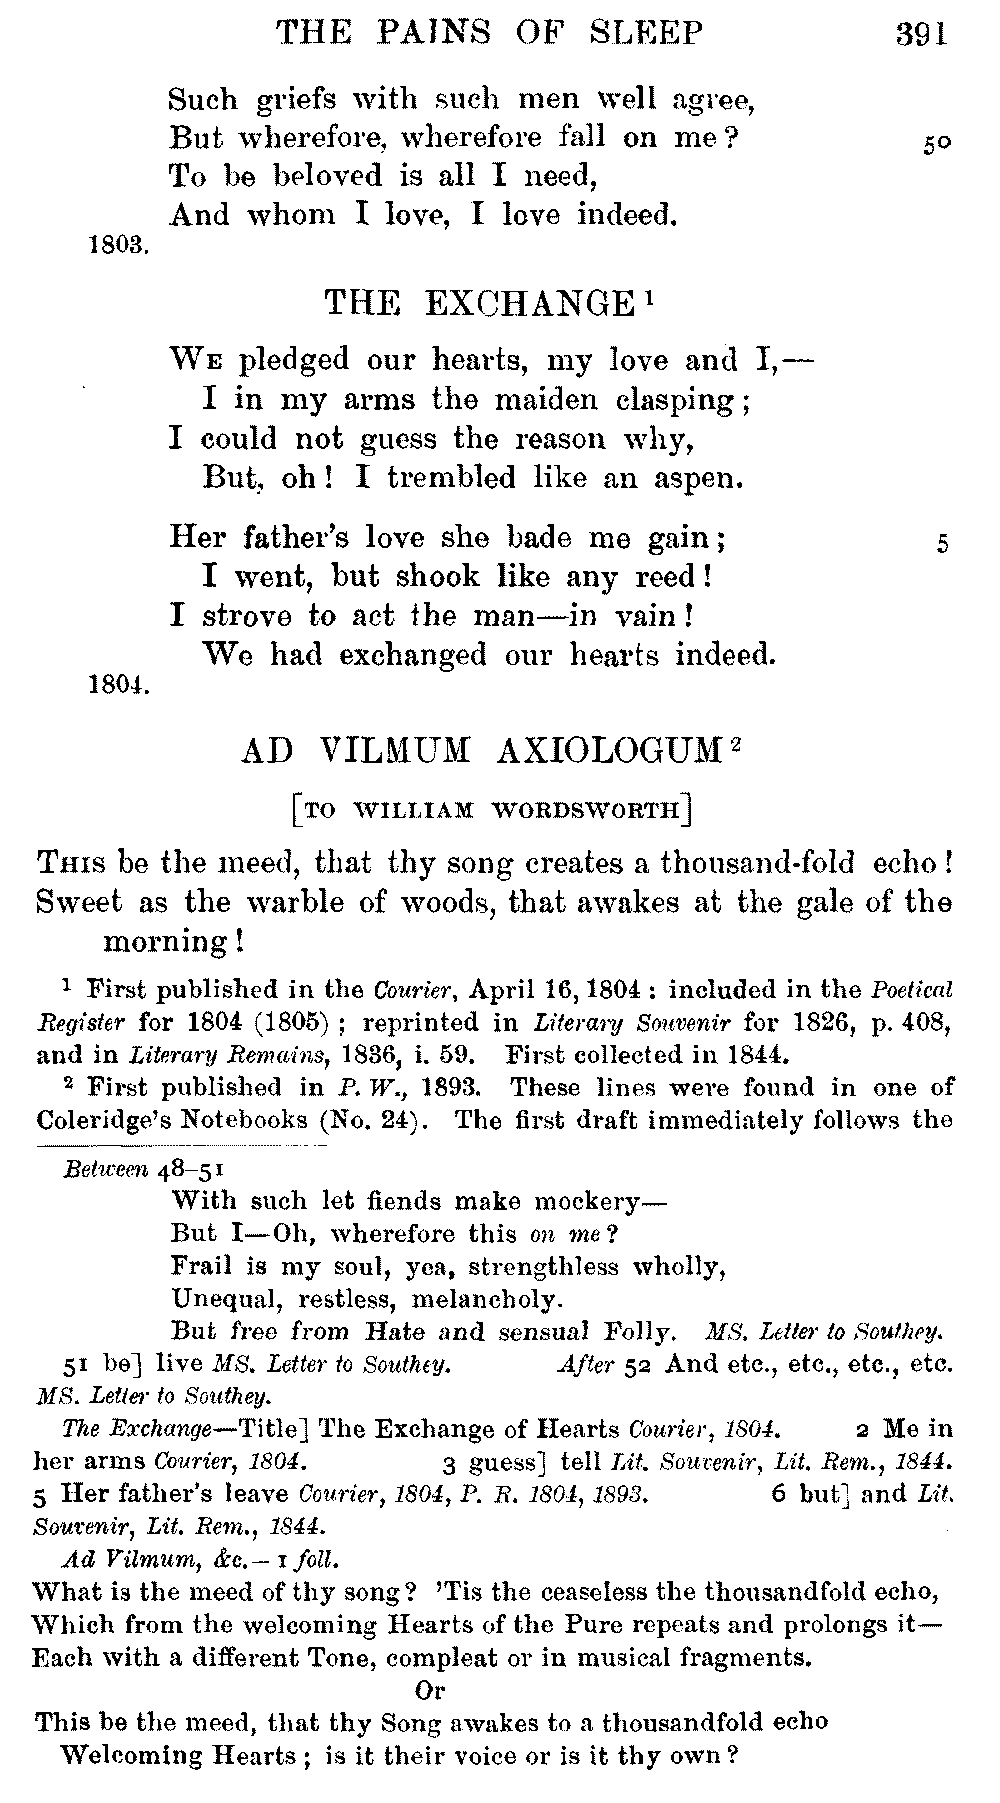 THE PAINS OF SLEEP 391
Such griefs with such men well agree,
But wherefore, wherefore fall on me? 50
To be beloved is all I need,
And whom I love, I love indeed.
1803.
THE EXCHANGE¹
WE pledged our hearts, my love and I,—
I in my arms the maiden clasping;
I could not guess the reason why,
But, oh! I trembled like an aspen.
Her father's love she bade me gain; 5
I went, but shook like any reed!
I strove to act the man—in vain!
We had exchanged our hearts indeed.
1804.
AD VILMUM AXIOLOGUM²
[TO WILLIAM WORDSWORTH]
THIS be the meed, that thy song creates a thousand-fold echo!
Sweet as the warble of woods, that awakes at the gale of the
morning!
¹ First published in the Courier, April 16, 1804: included in the Poetical
Register for 1804 (1805); reprinted in Literary Souvenir for 1826, p. 408,
and in Literary Remains, 1836, i. 59. First collected in 1844.
² First published in P. W., 1893. These lines were found in one of
Coleridge's Notebooks (No. 24). The first draft immediately follows the
Between 48–51
With such let fiends make mockery—
But I—Oh, wherefore this on me?
Frail is my soul, yea, strengthless wholly,
Unequal, restless, melancholy.
But free from Hate and sensual Folly. MS. Letter to Southey.
51 be] live MS. Letter to Southey. After 52 And etc., etc., etc., etc.
MS. Letter to Southey.
The Exchange—Title] The Exchange of Hearts Courier, 1804. 2 Me in
her arms Courier, 1804. 3 guess] tell Lit. Souvenir, Lit. Rem., 1844.
5 Her father's leave Courier, 1804, P. R. 1804, 1893. 6 but] and Lit.
Souvenir, Lit. Rem., 1844.
Ad Vilmum, &c.—1 foll.
What is the meed of thy song? 'Tis the ceaseless the thousandfold echo,
Which from the welcoming Hearts of the Pure repeats and prolongs it—
Each with a different Tone, compleat or in musical fragments.
Or
This be the meed, that thy Song awakes to a thousandfold echo
Welcoming Hearts; is it their voice or is it thy own?